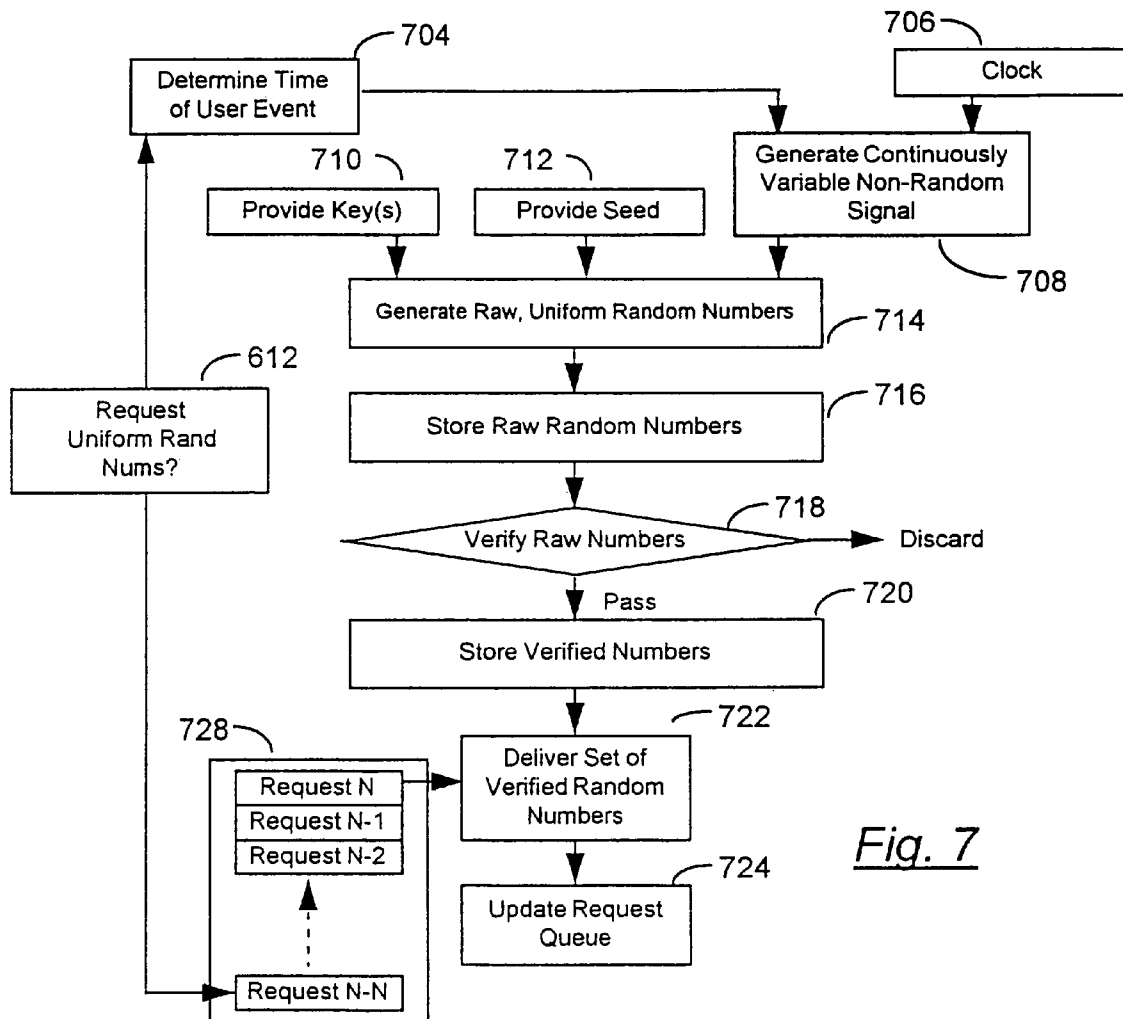 704
706
Determine Time
of User Event
Clock
710
712
Generate Continuously
Variable Non-Random
Signal
Provide Key(s)
Provide Seed
708
Generate Raw, Uniform Random Numbers
714
612
716
Request
Uniform Rand
Nums?
Store Raw Random Numbers
718
Verify Raw Numbers
Discard
Pass
720
Store Verified Numbers
722
728
Deliver Set of
Verified Random
Numbers
Request N
Request N-1
Request N-2
Fig. 7
724
Update Request
Queue
Request N-N